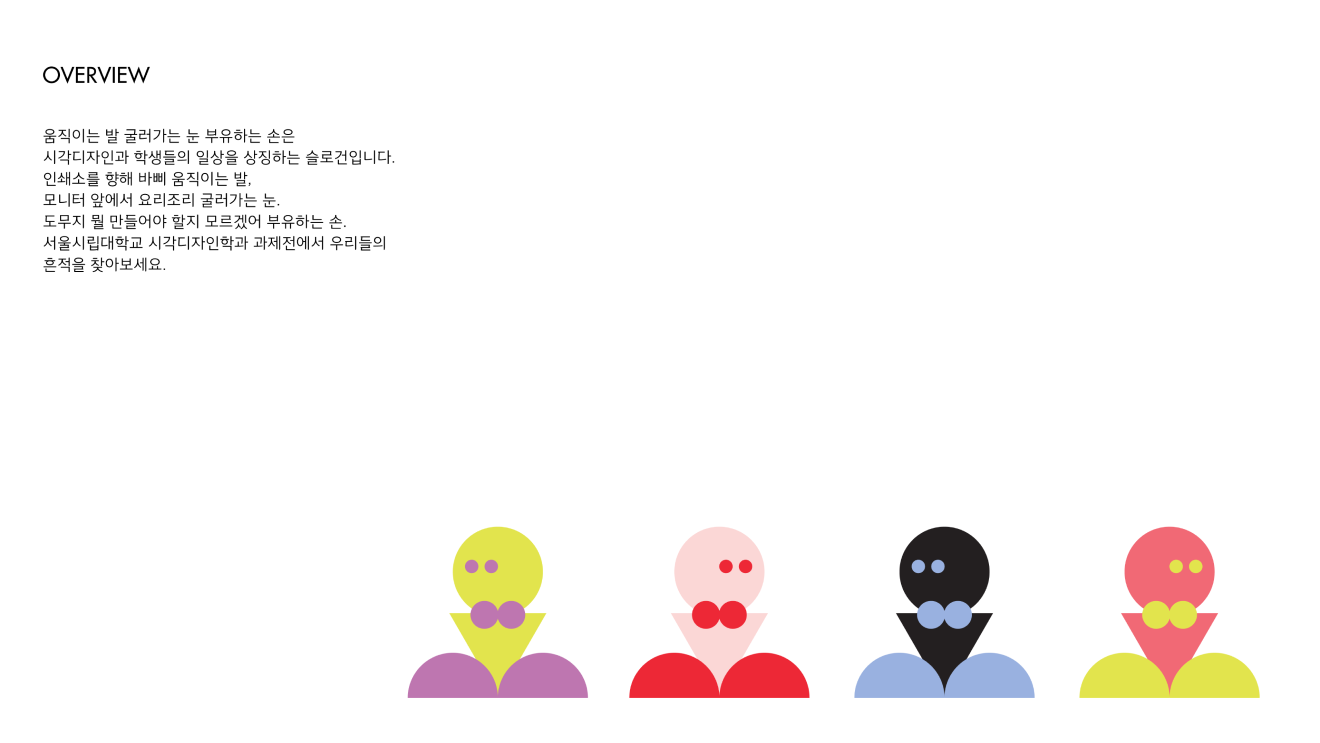 OVERVIEW
움직이는 발 굴러가는 눈 부유하는 손은
시각디자인과 학생들의 일상을 상징하는 슬로건입니다.
인쇄소를 향해 바삐 움직이는 발,
모니터 앞에서 요리조리 굴러가는 눈.
도무지 뭘 만들어야 할지 모르겠어 부유하는 손.
서울시립대학교 시각디자인학과 과제전에서 우리들의
흔적을 찾아보세요.